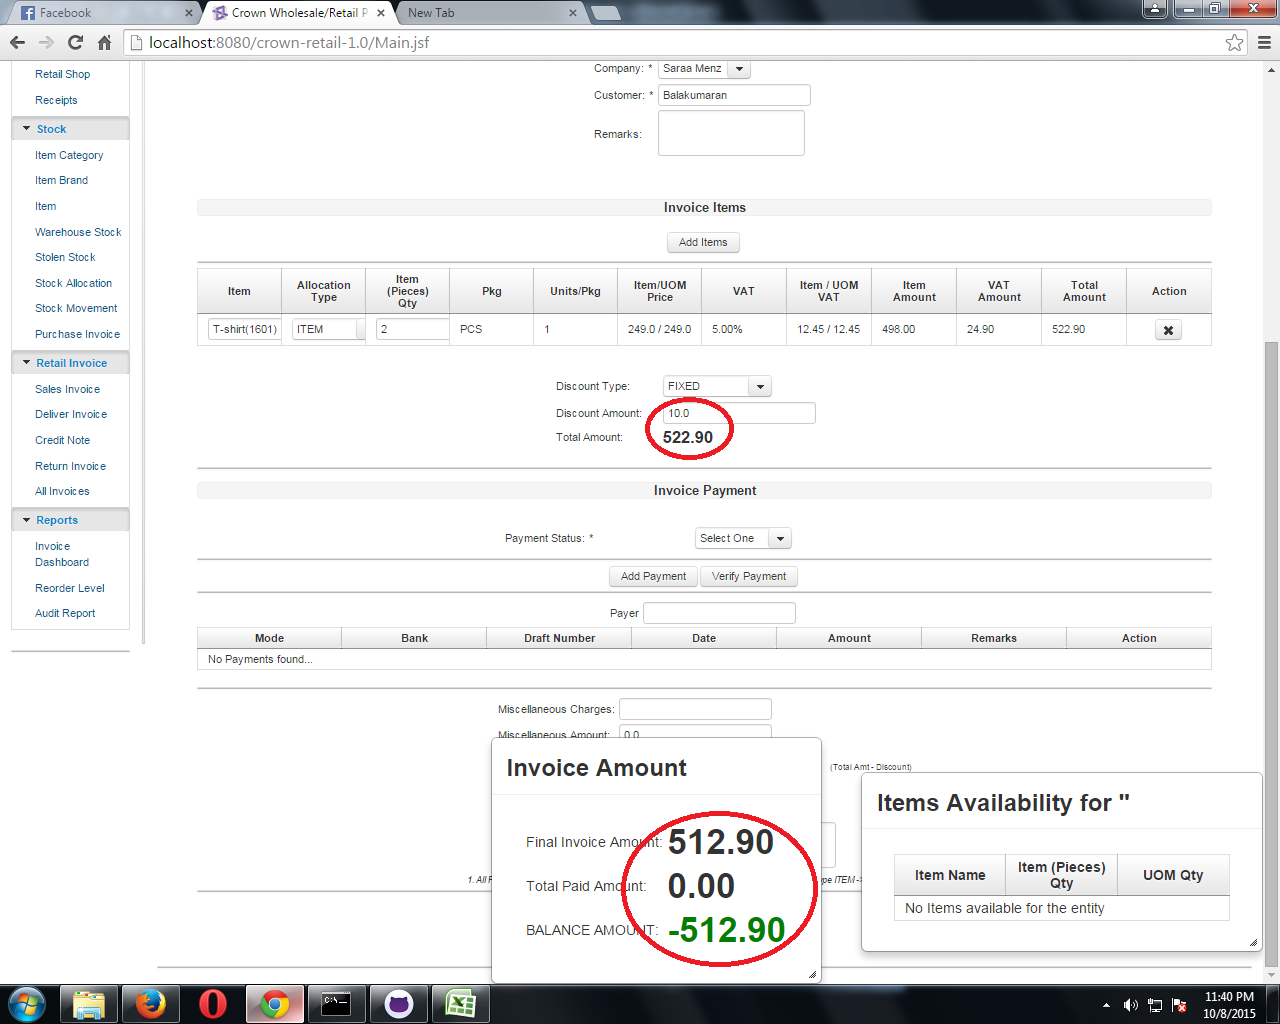 Facebook
Crown Wholesale/Retail P
New Tab
localhost:8080/crown-retail-1.0/Main.jsf
Retail Shop
Receipts
Stock
Item Category
Item Brand
Item
Warehouse Stock
Stolen Stock
Stock Allocation
Stock Movement
Purchase Invoice
Retail Invoice
Sales Invoice
Deliver Invoice
Credit Note
Return Invoice
All Invoices
Reports
Invoice
Dashboard
Reorder Level
Audit Report
Company: * Saraa Menz
Customer: * Balakumaran
Remarks:
Invoice Items
Add Items
Item Allocation Type Item (Pieces) Qty Pkg Units/Pkg Item/UOM Price VAT Item / UOM VAT Item Amount VAT Amount Total Amount Action
T-shirt(1601) ITEM 2 PCS 1 249.0 / 249.0 5.00% 12.45 / 12.45 498.00 24.90 522.90
Discount Type: FIXED
Discount Amount: 10.0
Total Amount: 522.90
Invoice Payment
Payment Status: * Select One
Add Payment Verify Payment
Payer
Mode Bank Draft Number Date Amount Remarks Action
No Payments found...
Miscellaneous Charges:
Miscellaneous Amount: 0.0
(Total Amt - Discount)
Invoice Amount
Final Invoice Amount: 512.90
Total Paid Amount: 0.00
BALANCE AMOUNT: -512.90
Items Availability for "
Item Name Item (Pieces) Qty UOM Qty
No Items available for the entity
11:40 PM
10/8/2015